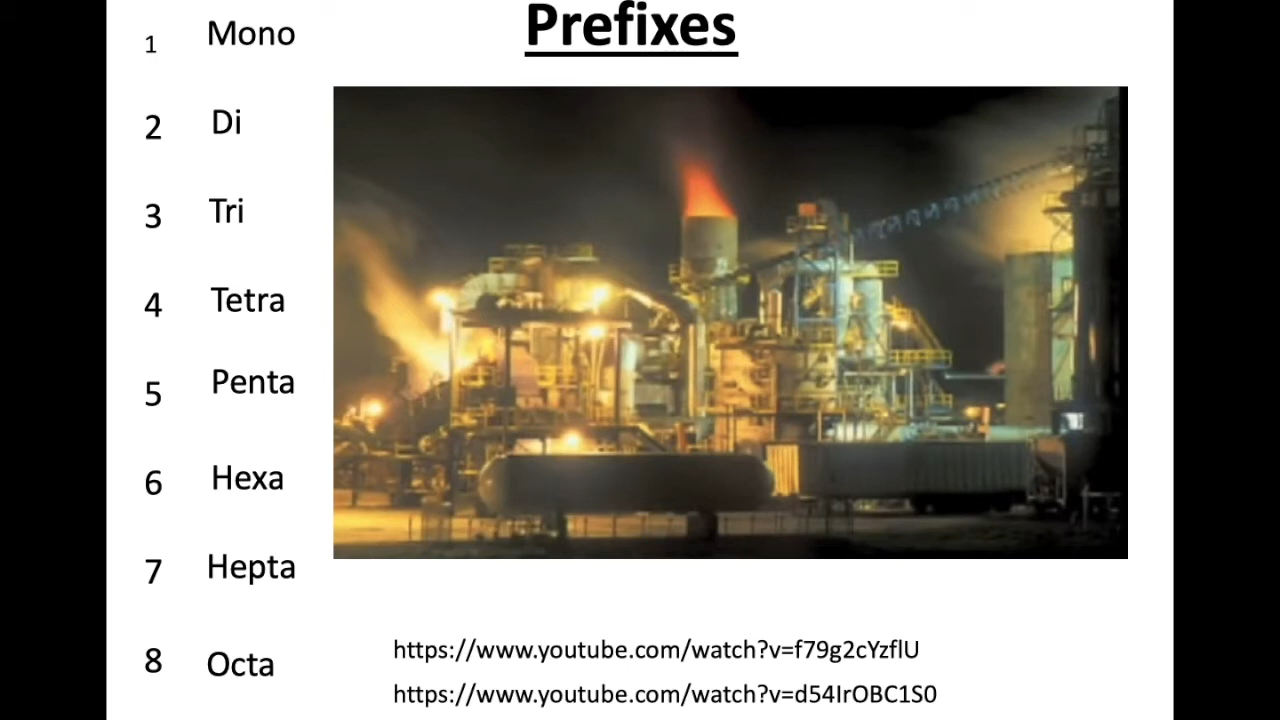 Prefixes
1 Mono
2 Di
3 Tri
4 Tetra
5 Penta
6 Hexa
7 Hepta
8 Octa
https://www.youtube.com/watch?v=f79g2cYzflU
https://www.youtube.com/watch?v=d54IrOBC1S0